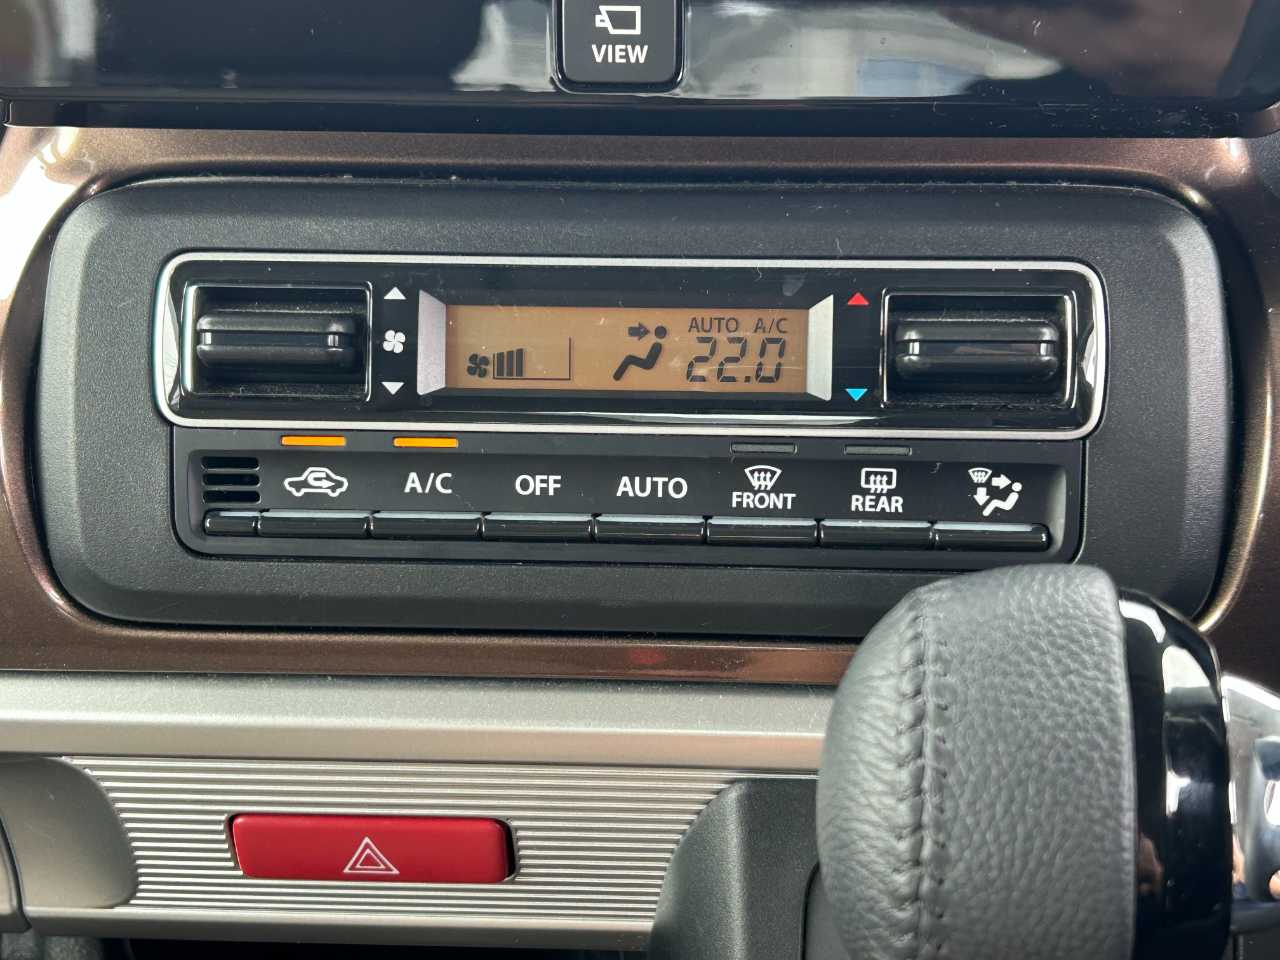 VIEW
AUTO A/C
22.0
A/C
OFF
AUTO
FRONT
REAR